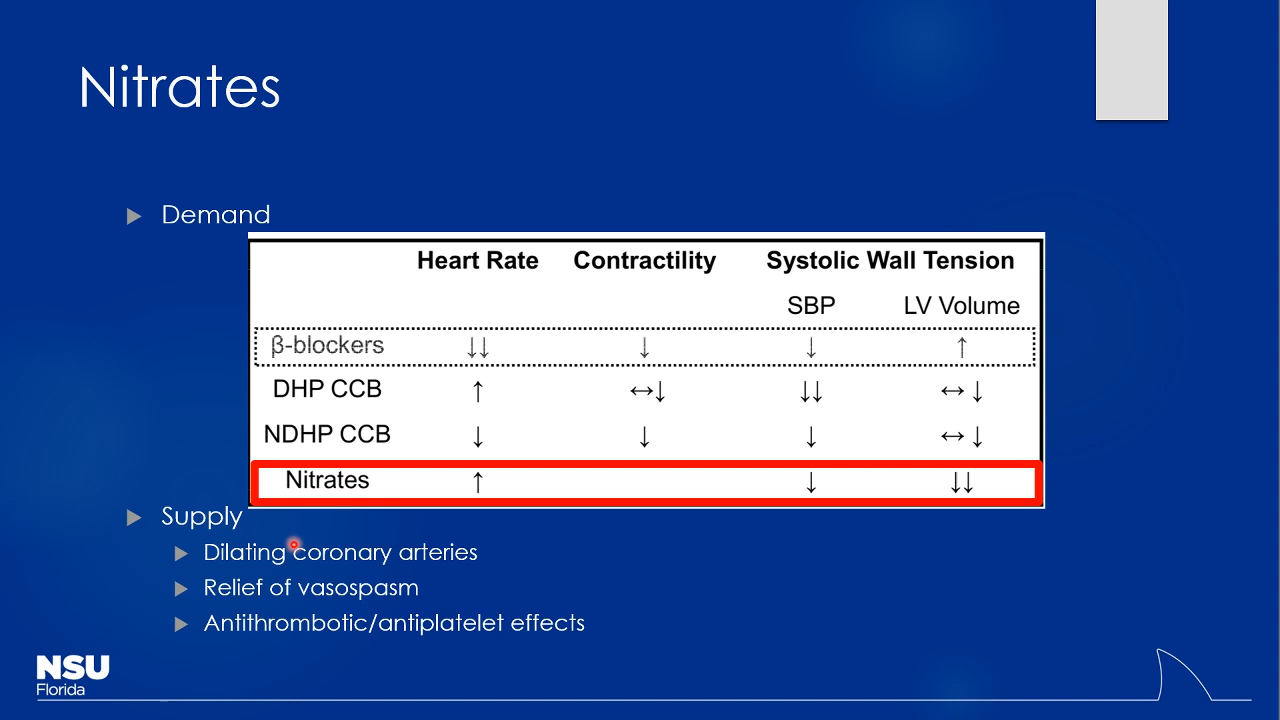 Nitrates
Demand
Heart Rate Contractility Systolic Wall Tension
SBP LV Volume
β-blockers ↓↓ ↓ ↓ ↑
DHP CCB ↑ ↔↓ ↓↓ ↔ ↓
NDHP CCB ↓ ↓ ↓ ↔ ↓
Nitrates ↑ ↓ ↓↓
Supply
Dilating coronary arteries
Relief of vasospasm
Antithrombotic/antiplatelet effects
NSU
Florida